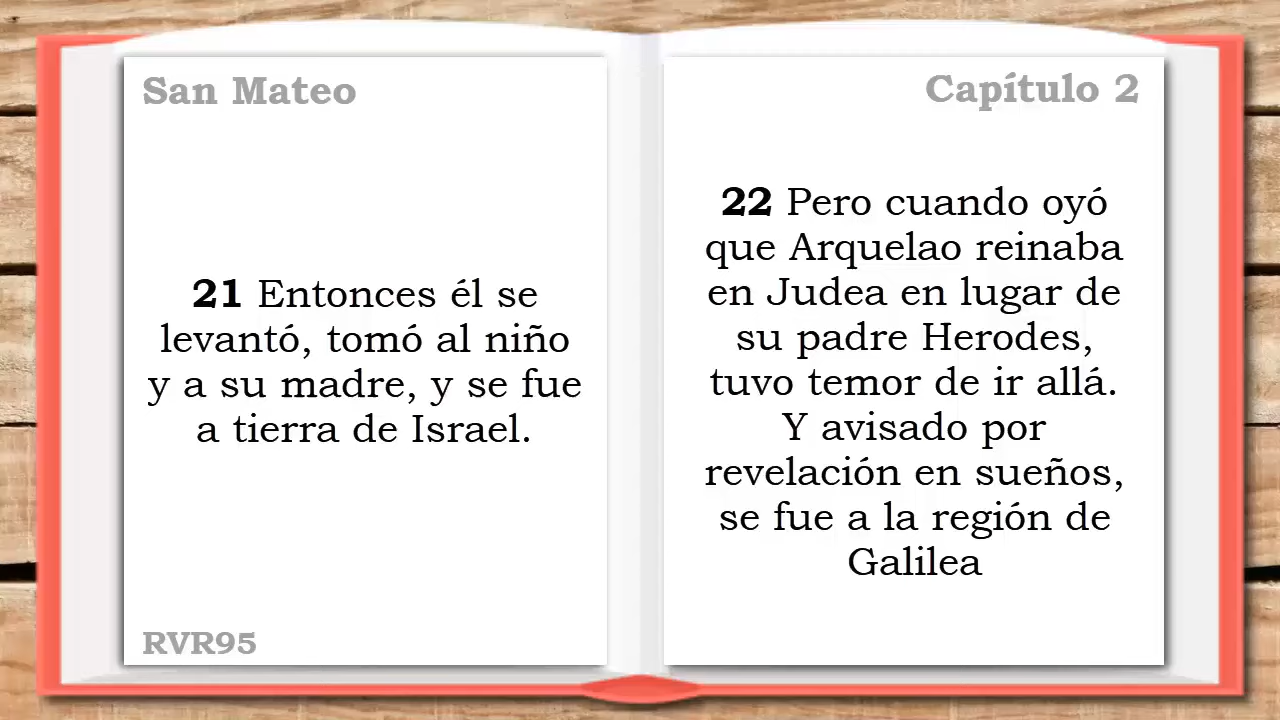 San Mateo
21 Entonces él se
levantó, tomó al niño
y a su madre, y se fue
a tierra de Israel.
RVR95
Capítulo 2
22 Pero cuando oyó
que Arquelao reinaba
en Judea en lugar de
su padre Herodes,
tuvo temor de ir allá.
Y avisado por
revelación en sueños,
se fue a la región de
Galilea